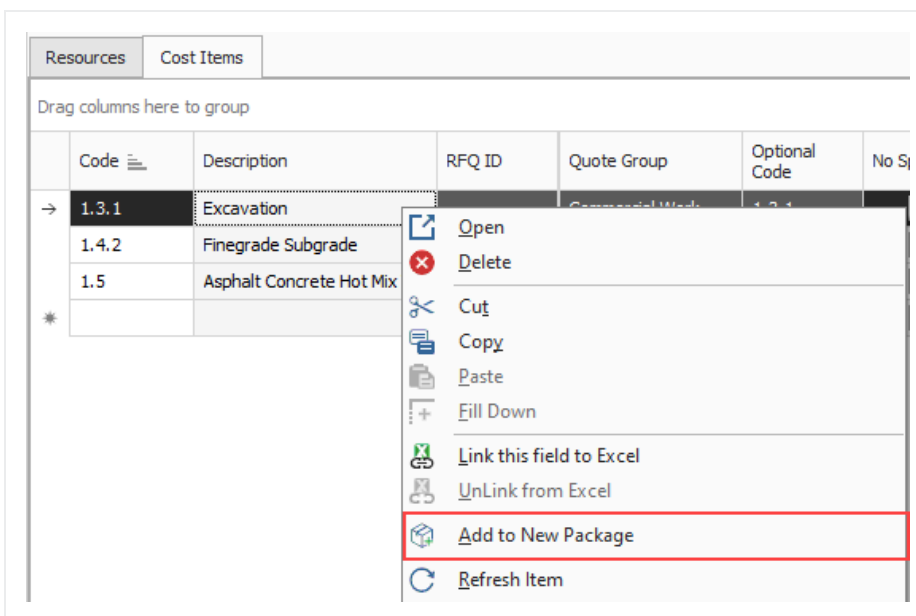 Resources Cost Items
Drag columns here to group
Code Description RFQ ID Quote Group Optional Code No
1.3.1 Excavation
1.4.2 Finegrade Subgrade
1.5 Asphalt Concrete Hot Mix
Open
Delete
Cut
Copy
Paste
Fill Down
Link this field to Excel
UnLink from Excel
Add to New Package
Refresh Item